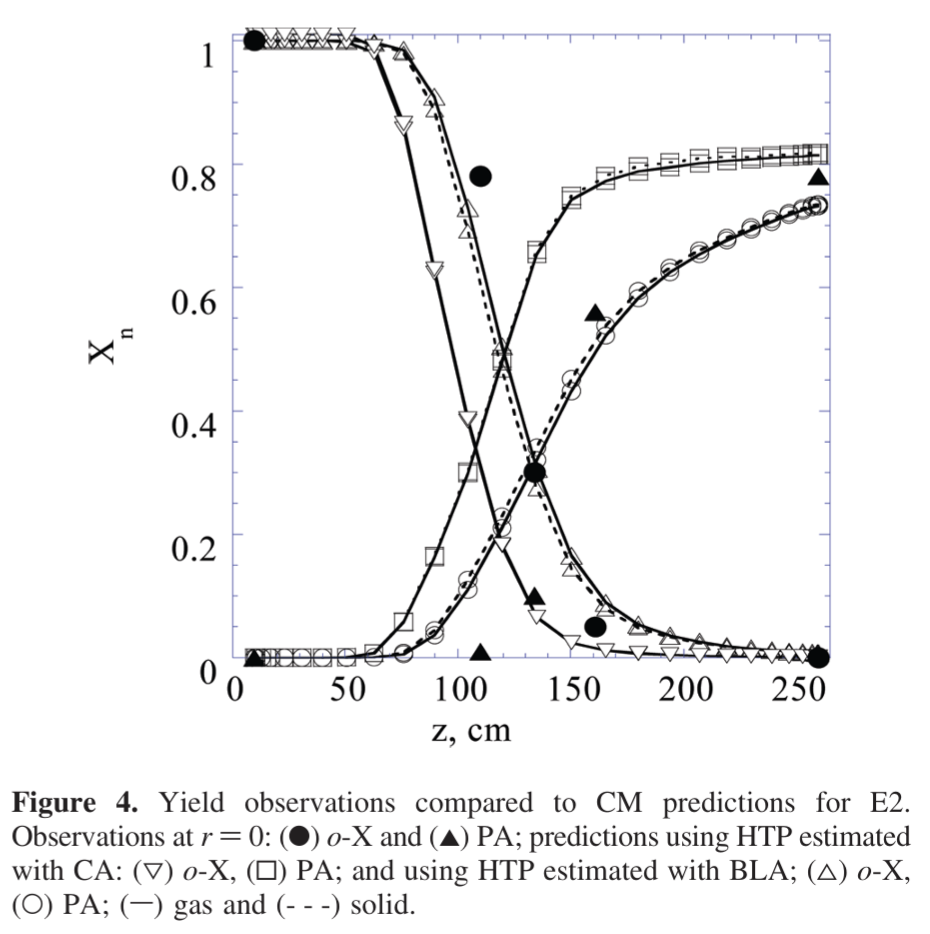 1
0.8
0.6
X n
0.4
0.2
0
0 50 100 150 200 250
z, cm
Figure 4. Yield observations compared to CM predictions for E2.
Observations at r = 0: (●) o-X and (▲) PA; predictions using HTP estimated
with CA: (▽) o-X, (□) PA; and using HTP estimated with BLA; (△) o-X,
(○) PA; (—) gas and (- - -) solid.